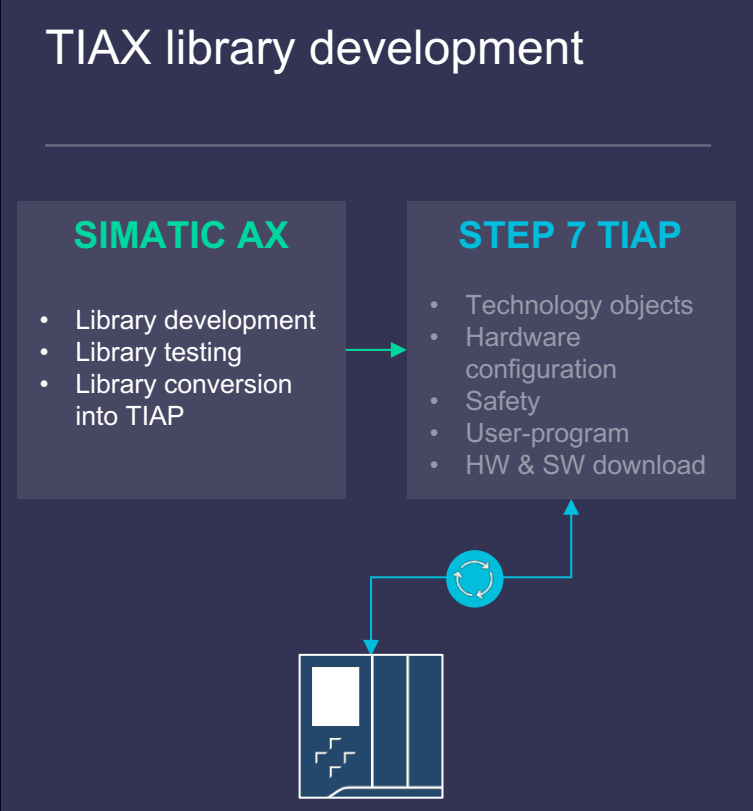 TIAX library development
SIMATIC AX
• Library development
• Library testing
• Library conversion
into TIAP
STEP 7 TIAP
• Technology objects
• Hardware
configuration
• Safety
• User-program
• HW & SW download